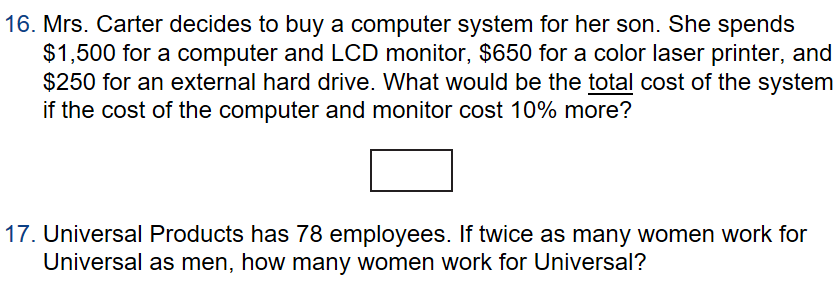 16. Mrs. Carter decides to buy a computer system for her son. She spends
$1,500 for a computer and LCD monitor, $650 for a color laser printer, and
$250 for an external hard drive. What would be the total cost of the system
if the cost of the computer and monitor cost 10% more?
17. Universal Products has 78 employees. If twice as many women work for
Universal as men, how many women work for Universal?